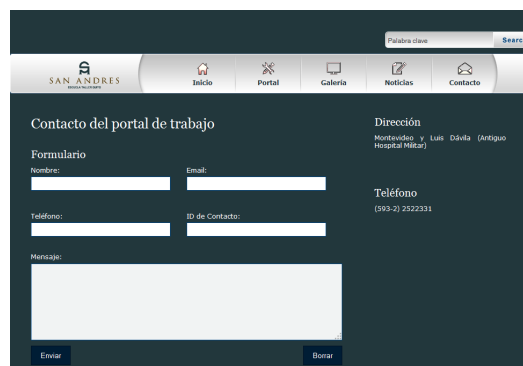 Palabra clave
Searc
SAN ANDRES
Inicio
Portal
Galería
Noticias
Contacto
Contacto del portal de trabajo
Formulario
Nombre:
Email:
Teléfono:
ID de Contacto:
Mensaje:
Enviar
Borrar
Dirección
Montevideo y Luis Dávila (Antiguo
Hospital Militar)
Teléfono
(593-2) 2522331